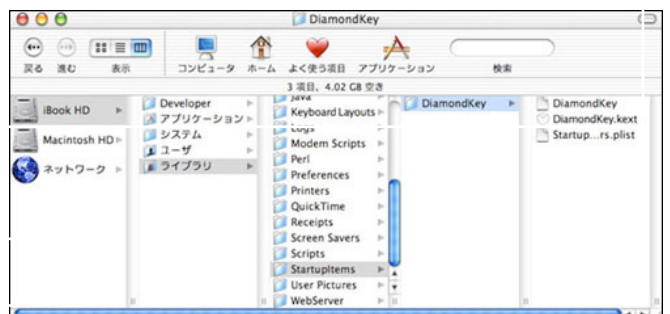 DiamondKey
戻る 進む 表示 コンピュータ ホーム よく使う項目 アプリケーション 検索
3 項目、4.02 GB 空き
iBook HD
Macintosh HD
ネットワーク
Developer
アプリケーション
システム
ユーザ
ライブラリ
Java
Keyboard Layouts
Logs
Modem Scripts
Perl
Preferences
Printers
QuickTime
Receipts
Screen Savers
Scripts
StartupItems
User Pictures
WebServer
DiamondKey
DiamondKey
DiamondKey.kext
Startup...rs.plist